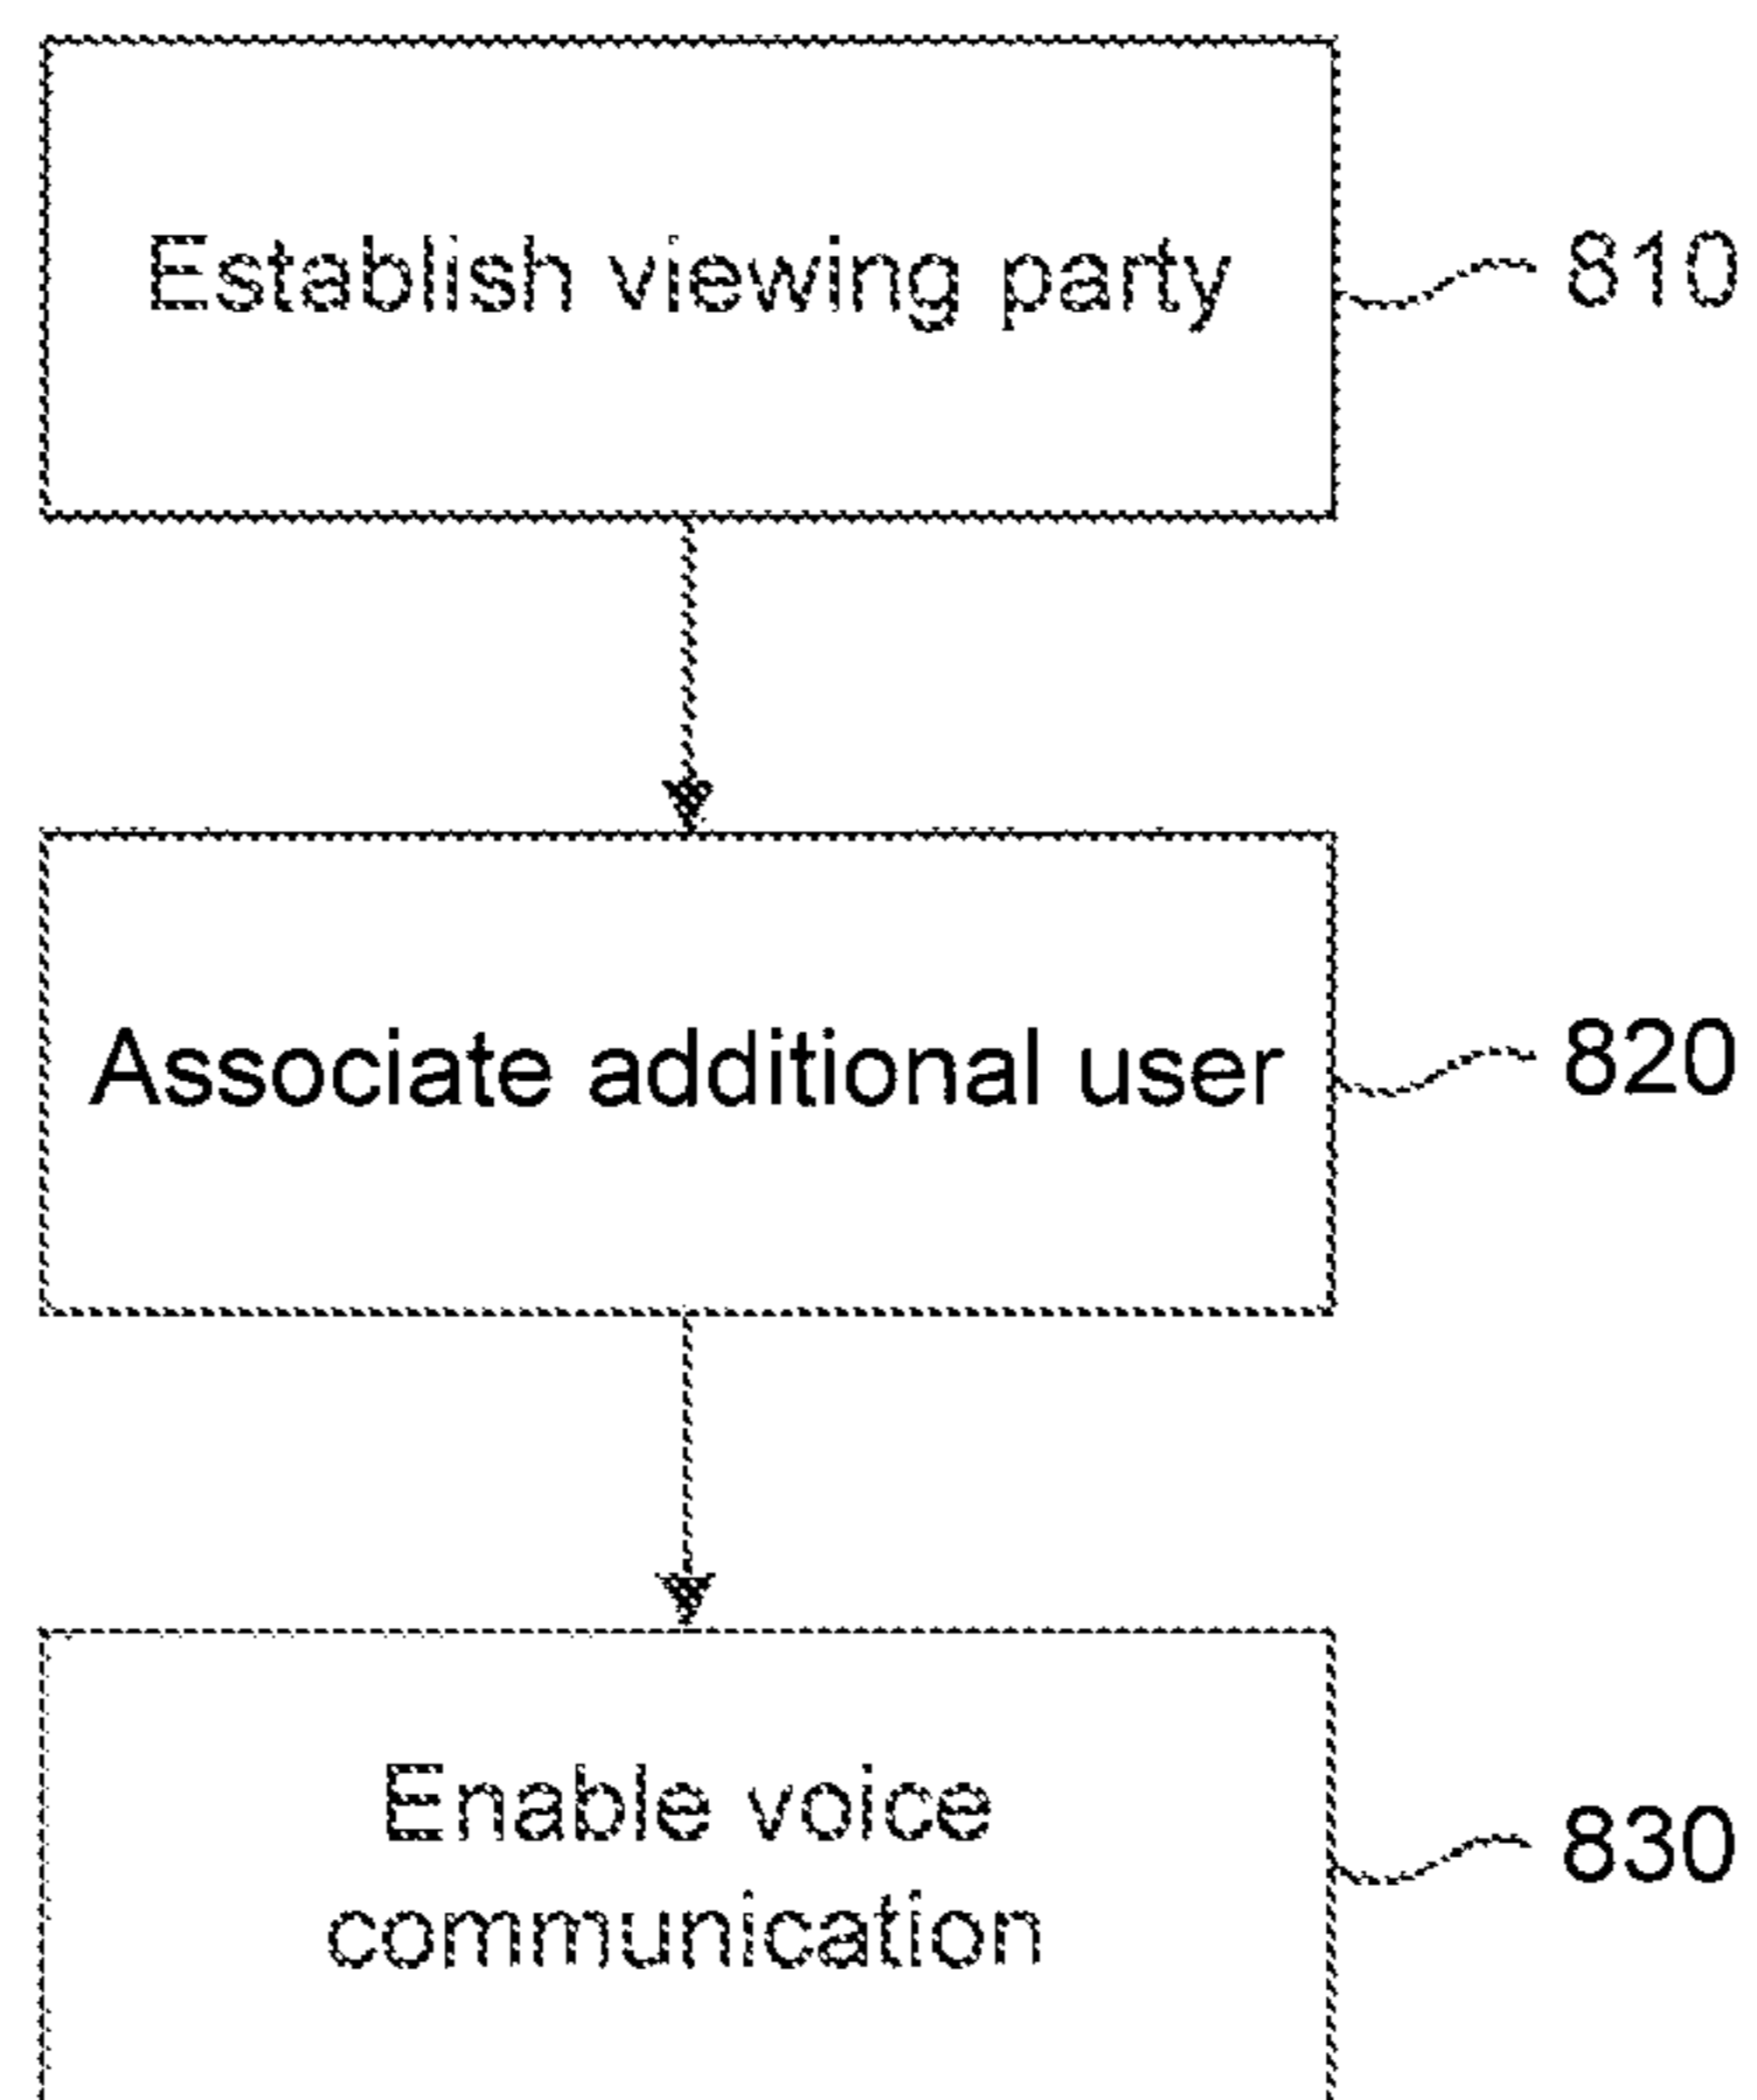 Establish viewing party
810
Associate additional user
820
Enable voice
communication
830